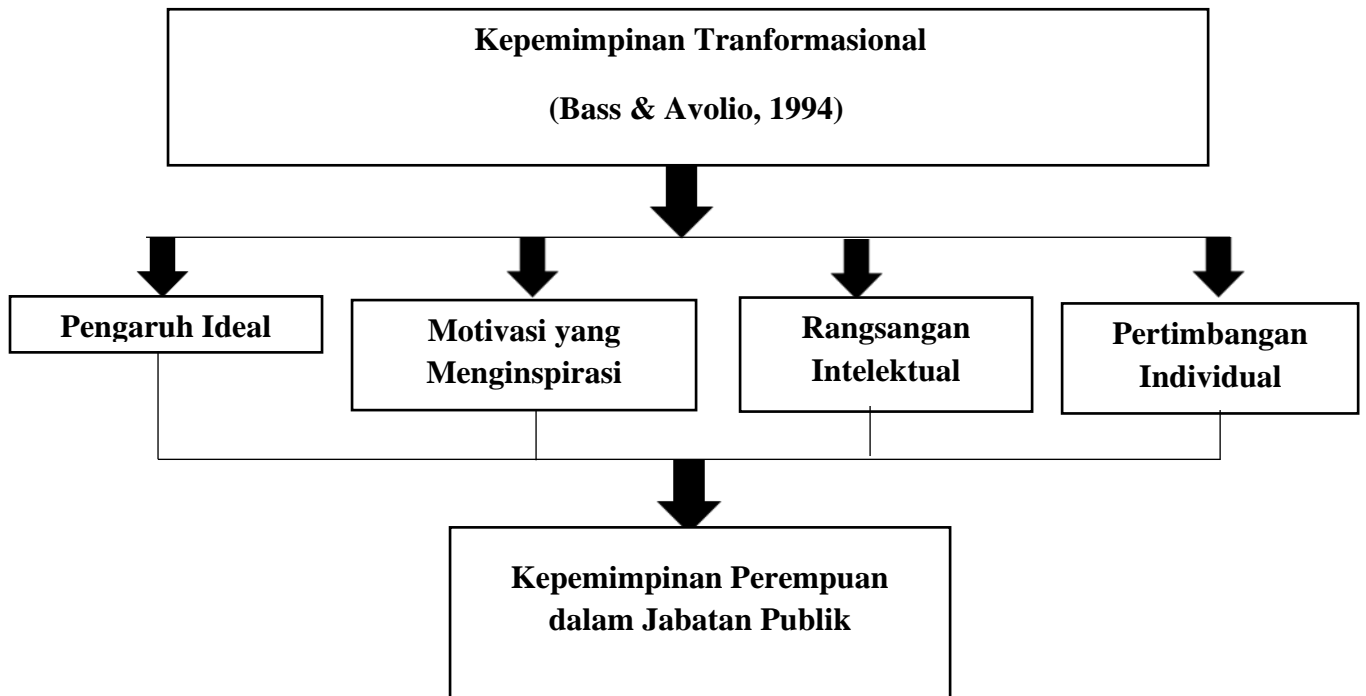 Kepemimpinan Tranformasional
(Bass & Avolio, 1994)
Pengaruh Ideal
Motivasi yang
Menginspirasi
Rangsangan
Intelektual
Pertimbangan
Individual
Kepemimpinan Perempuan
dalam Jabatan Publik